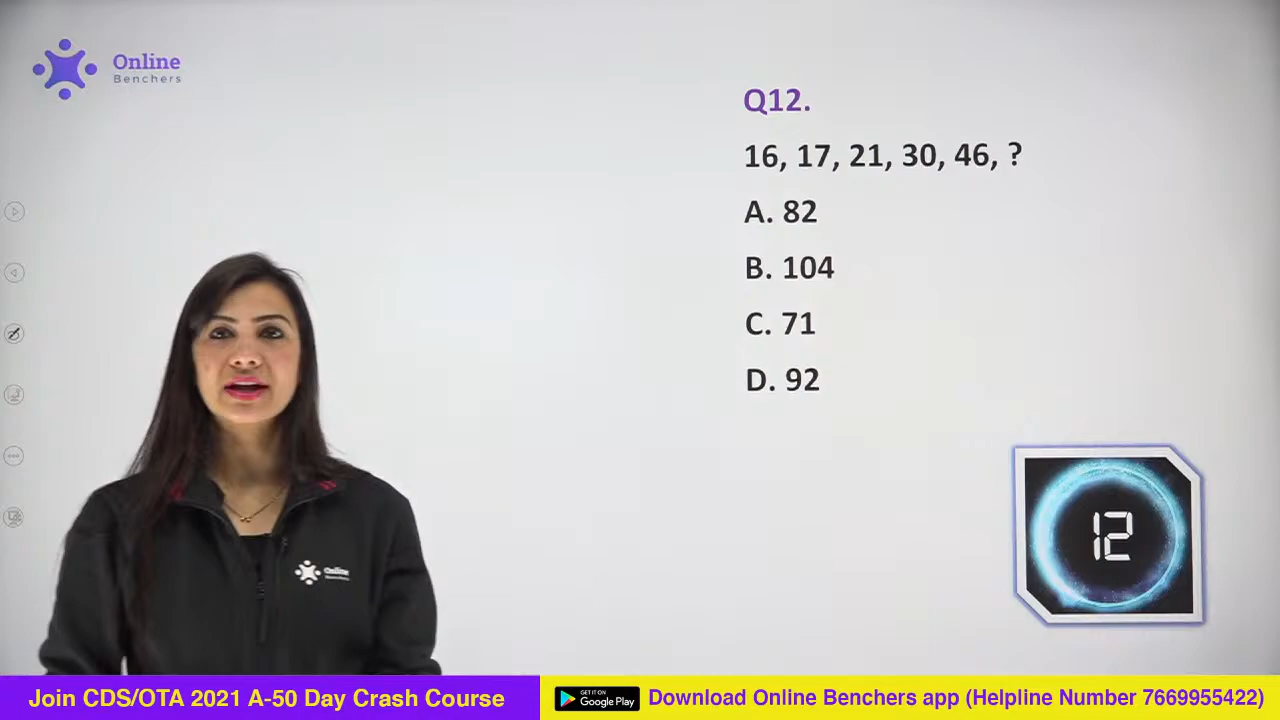 Online
Benchers
Q12.
16, 17, 21, 30, 46, ?
A. 82
B. 104
C. 71
D. 92
12
Online
Join CDS/OTA 2021 A-50 Day Crash Course
GET IT ON
Google Play
Download Online Benchers app (Helpline Number 7669955422)